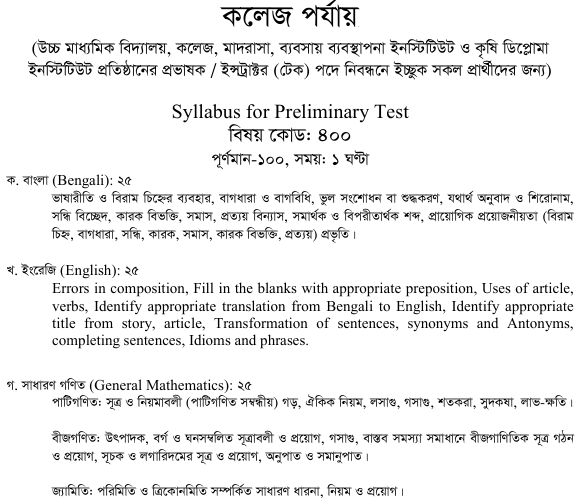 কলেজ পর্যায়
(উচ্চ মাধ্যমিক বিদ্যালয়, কলেজ, মাদরাসা, ব্যবসায় ব্যবস্থাপনা ইনস্টিটিউট ও কৃষি ডিপ্লোমা
ইনস্টিটিউট প্রতিষ্ঠানের প্রভাষক / ইন্সট্রাক্টর (টেক) পদে নিবন্ধনে ইচ্ছুক সকল প্রার্থীদের জন্য)
Syllabus for Preliminary Test
বিষয় কোড: ৪০০
পূর্ণমান-১০০, সময়: ১ ঘণ্টা
ক. বাংলা (Bengali): ২৫
ভাষারীতি ও বিরাম চিহ্নের ব্যবহার, বাগধারা ও বাগবিধি, ভুল সংশোধন বা শুদ্ধকরণ, যথার্থ অনুবাদ ও শিরোনাম,
সন্ধি বিচ্ছেদ, কারক বিভক্তি, সমাস, প্রত্যয় বিন্যাস, সমার্থক ও বিপরীতার্থক শব্দ, প্রায়োগিক প্রয়োজনীয়তা (বিরাম
চিহ্ন, বাগধারা, সন্ধি, কারক, সমাস, কারক বিভক্তি, প্রত্যয়) প্রভৃতি।
খ. ইংরেজি (English): ২৫
Errors in composition, Fill in the blanks with appropriate preposition, Uses of article,
verbs, Identify appropriate translation from Bengali to English, Identify appropriate
title from story, article, Transformation of sentences, synonyms and Antonyms,
completing sentences, Idioms and phrases.
গ. সাধারণ গণিত (General Mathematics): ২৫
পাটিগণিত: সূত্র ও নিয়মাবলী (পাটিগণিত সম্বন্ধীয়) গড়, ঐকিক নিয়ম, লসাগু, গসাগু, শতকরা, সুদকষা, লাভ-ক্ষতি।
বীজগণিত: উৎপাদক, বর্গ ও ঘনসম্বলিত সূত্রাবলী ও প্রয়োগ, গসাগু, বাস্তব সমস্যা সমাধানে বীজগাণিতিক সূত্র গঠন
ও প্রয়োগ, সূচক ও লগারিদমের সূত্র ও প্রয়োগ, অনুপাত ও সমানুপাত।
জ্যামিতি: পরিমিতি ও ত্রিকোনমিতি সম্পর্কিত সাধারণ ধারনা, নিয়ম ও প্রয়োগ।